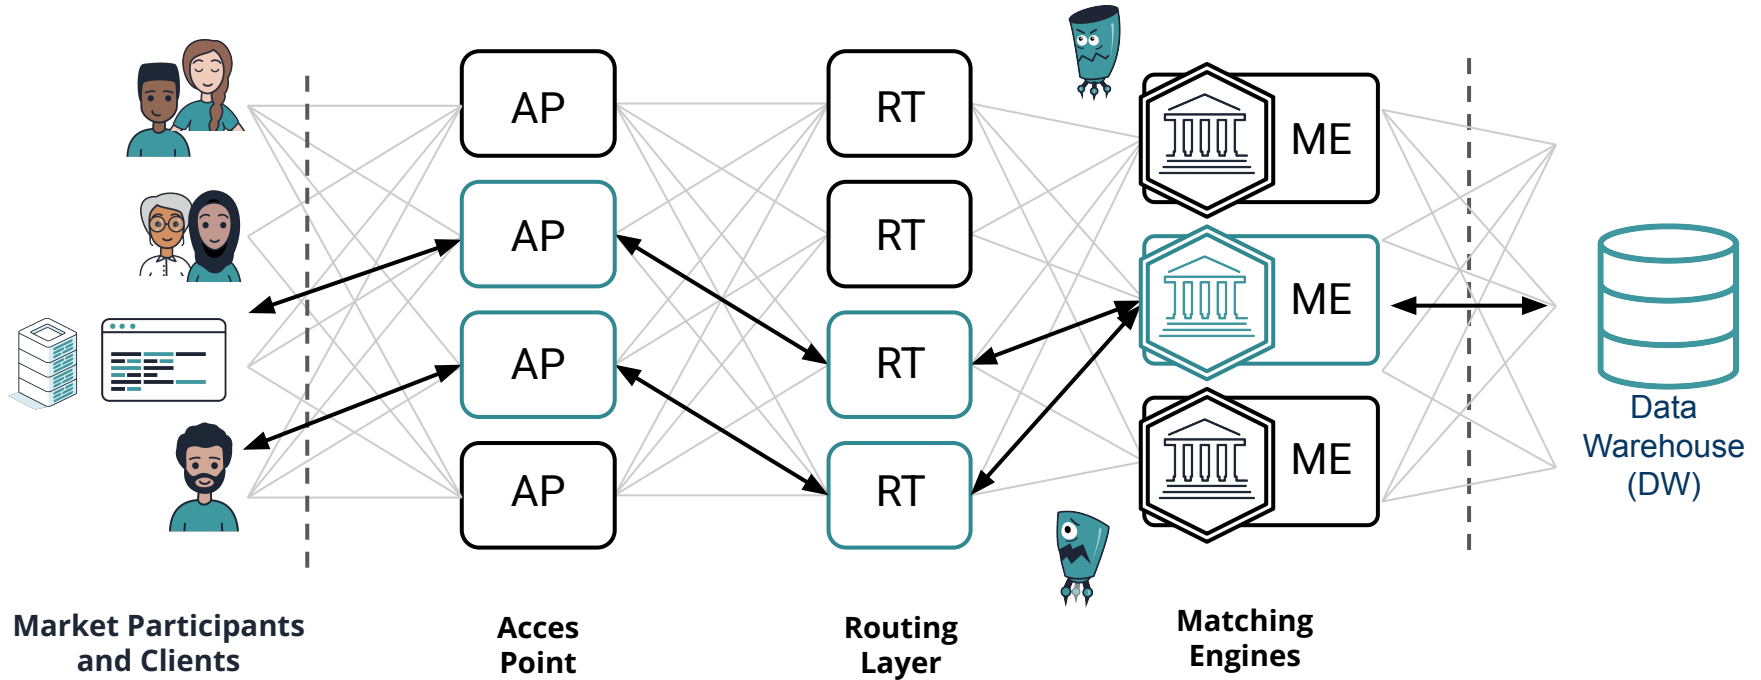 AP
RT
ME
AP
RT
ME
AP
RT
ME
AP
RT
Data
Warehouse
(DW)
Market Participants
and Clients
Acces
Point
Routing
Layer
Matching
Engines